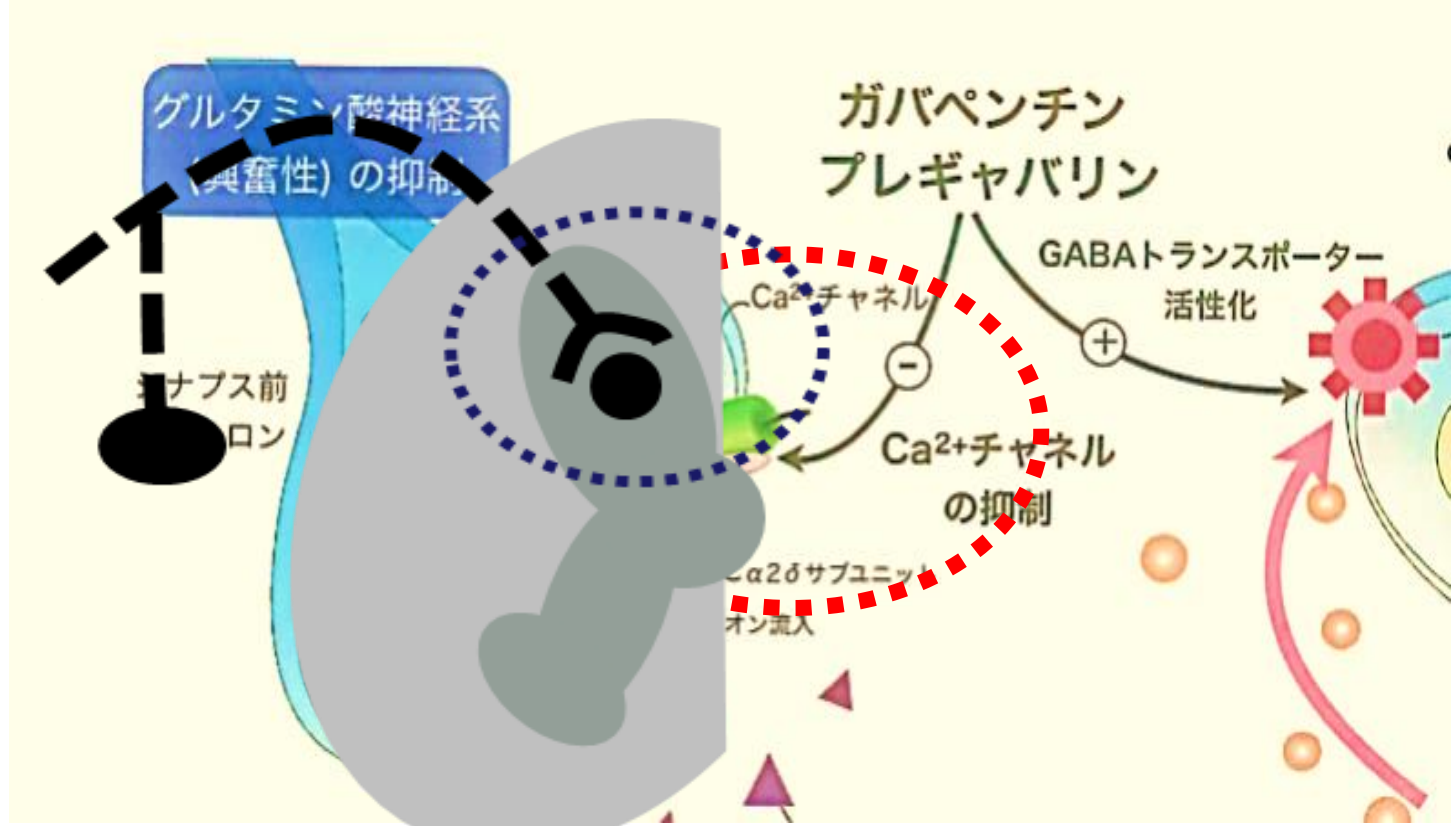 グルタミン酸神経系
(興奮性) の抑制
ガバペンチン
プレギャバリン
GABAトランスポーター
活性化
Ca²⁺チャネル
+
-
シナプス前
ロン
Ca²⁺チャネル
の抑制
α2δサブユニット
オン流入